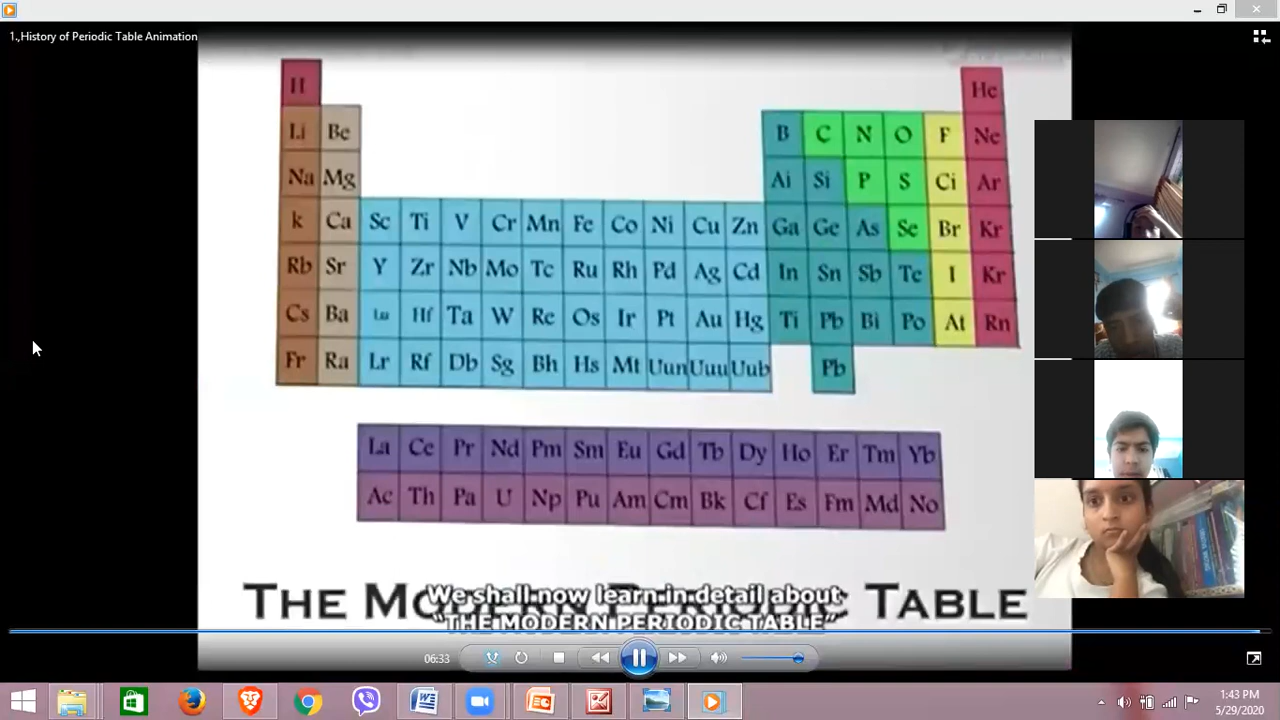 1.,History of Periodic Table Animation
H He
Li Be B C N O F Ne
Na Mg Ai Si P S Ci Ar
k Ca Sc Ti V Cr Mn Fe Co Ni Cu Zn Ga Ge As Se Br Kr
Rb Sr Y Zr Nb Mo Tc Ru Rh Pd Ag Cd In Sn Sb Te I Kr
Cs Ba Lu Hf Ta W Re Os Ir Pt Au Hg Ti Pb Bi Po At Rn
Fr Ra Lr Rf Db Sg Bh Hs Mt Uun Uuu Uub Pb
La Ce Pr Nd Pm Sm Eu Gd Tb Dy Ho Er Tm Yb
Ac Th Pa U Np Pu Am Cm Bk Cf Es Fm Md No
THE MODERN PERIODIC TABLE
We shall now learn in detail about
"THE MODERN PERIODIC TABLE"
06:33
1:43 PM
5/29/2020